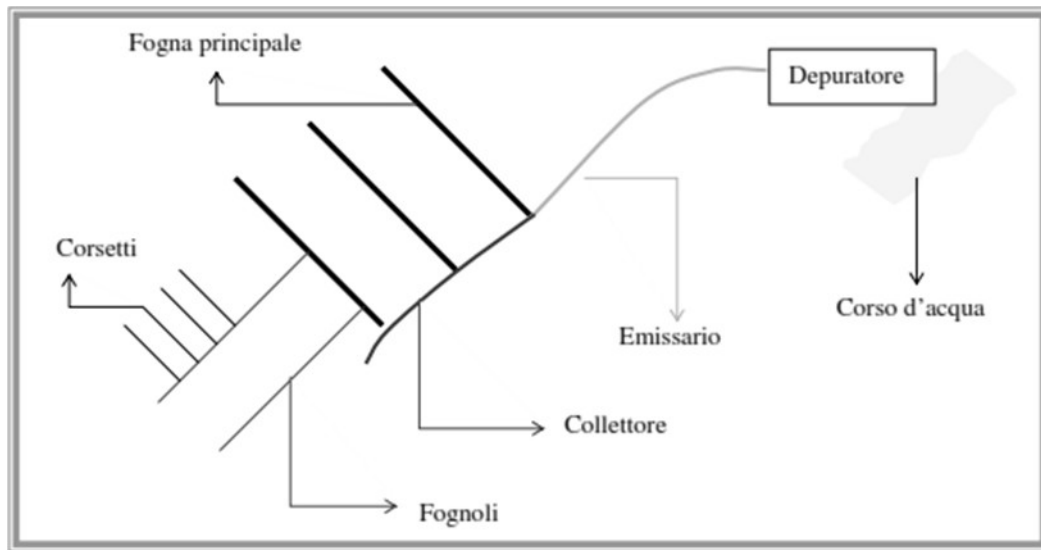 Fogna principale
Depuratore
Corsetti
Corso d’acqua
Emissario
Collettore
Fognoli